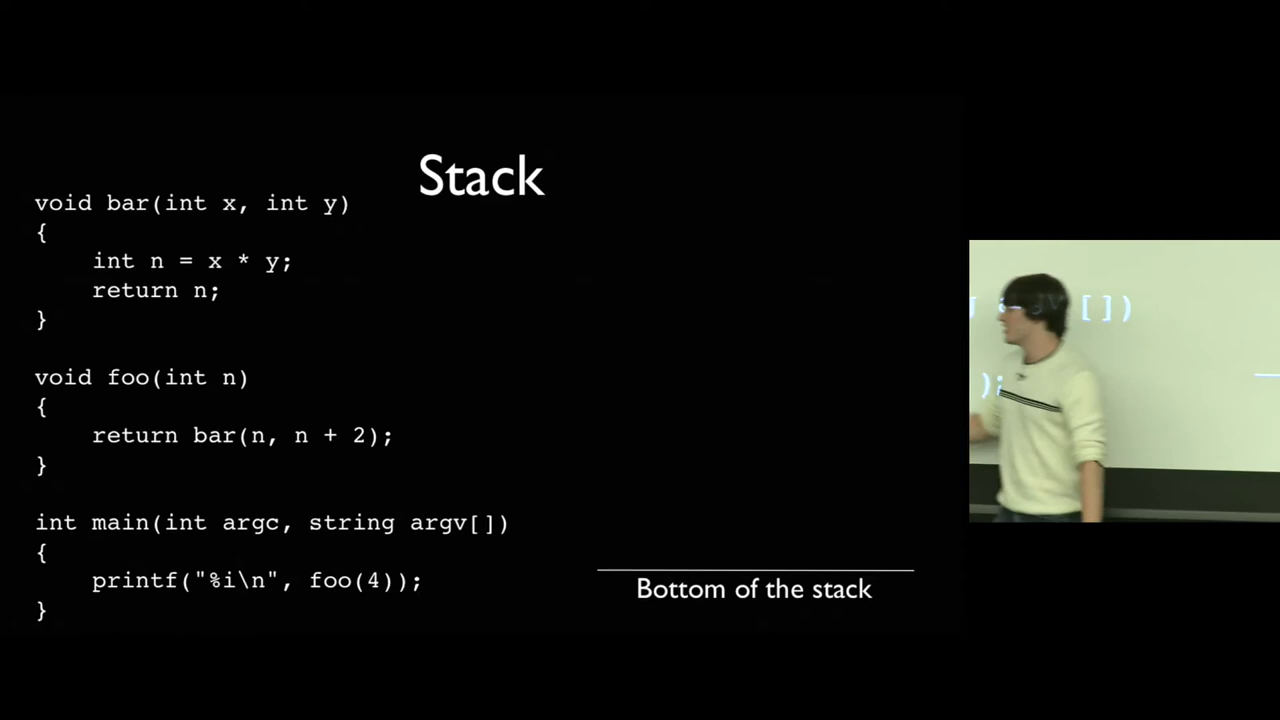 Stack
void bar(int x, int y)
{
    int n = x * y;
    return n;
}
void foo(int n)
{
    return bar(n, n + 2);
}
int main(int argc, string argv[])
{
    printf("%i\n", foo(4));
}
Bottom of the stack
[])
)